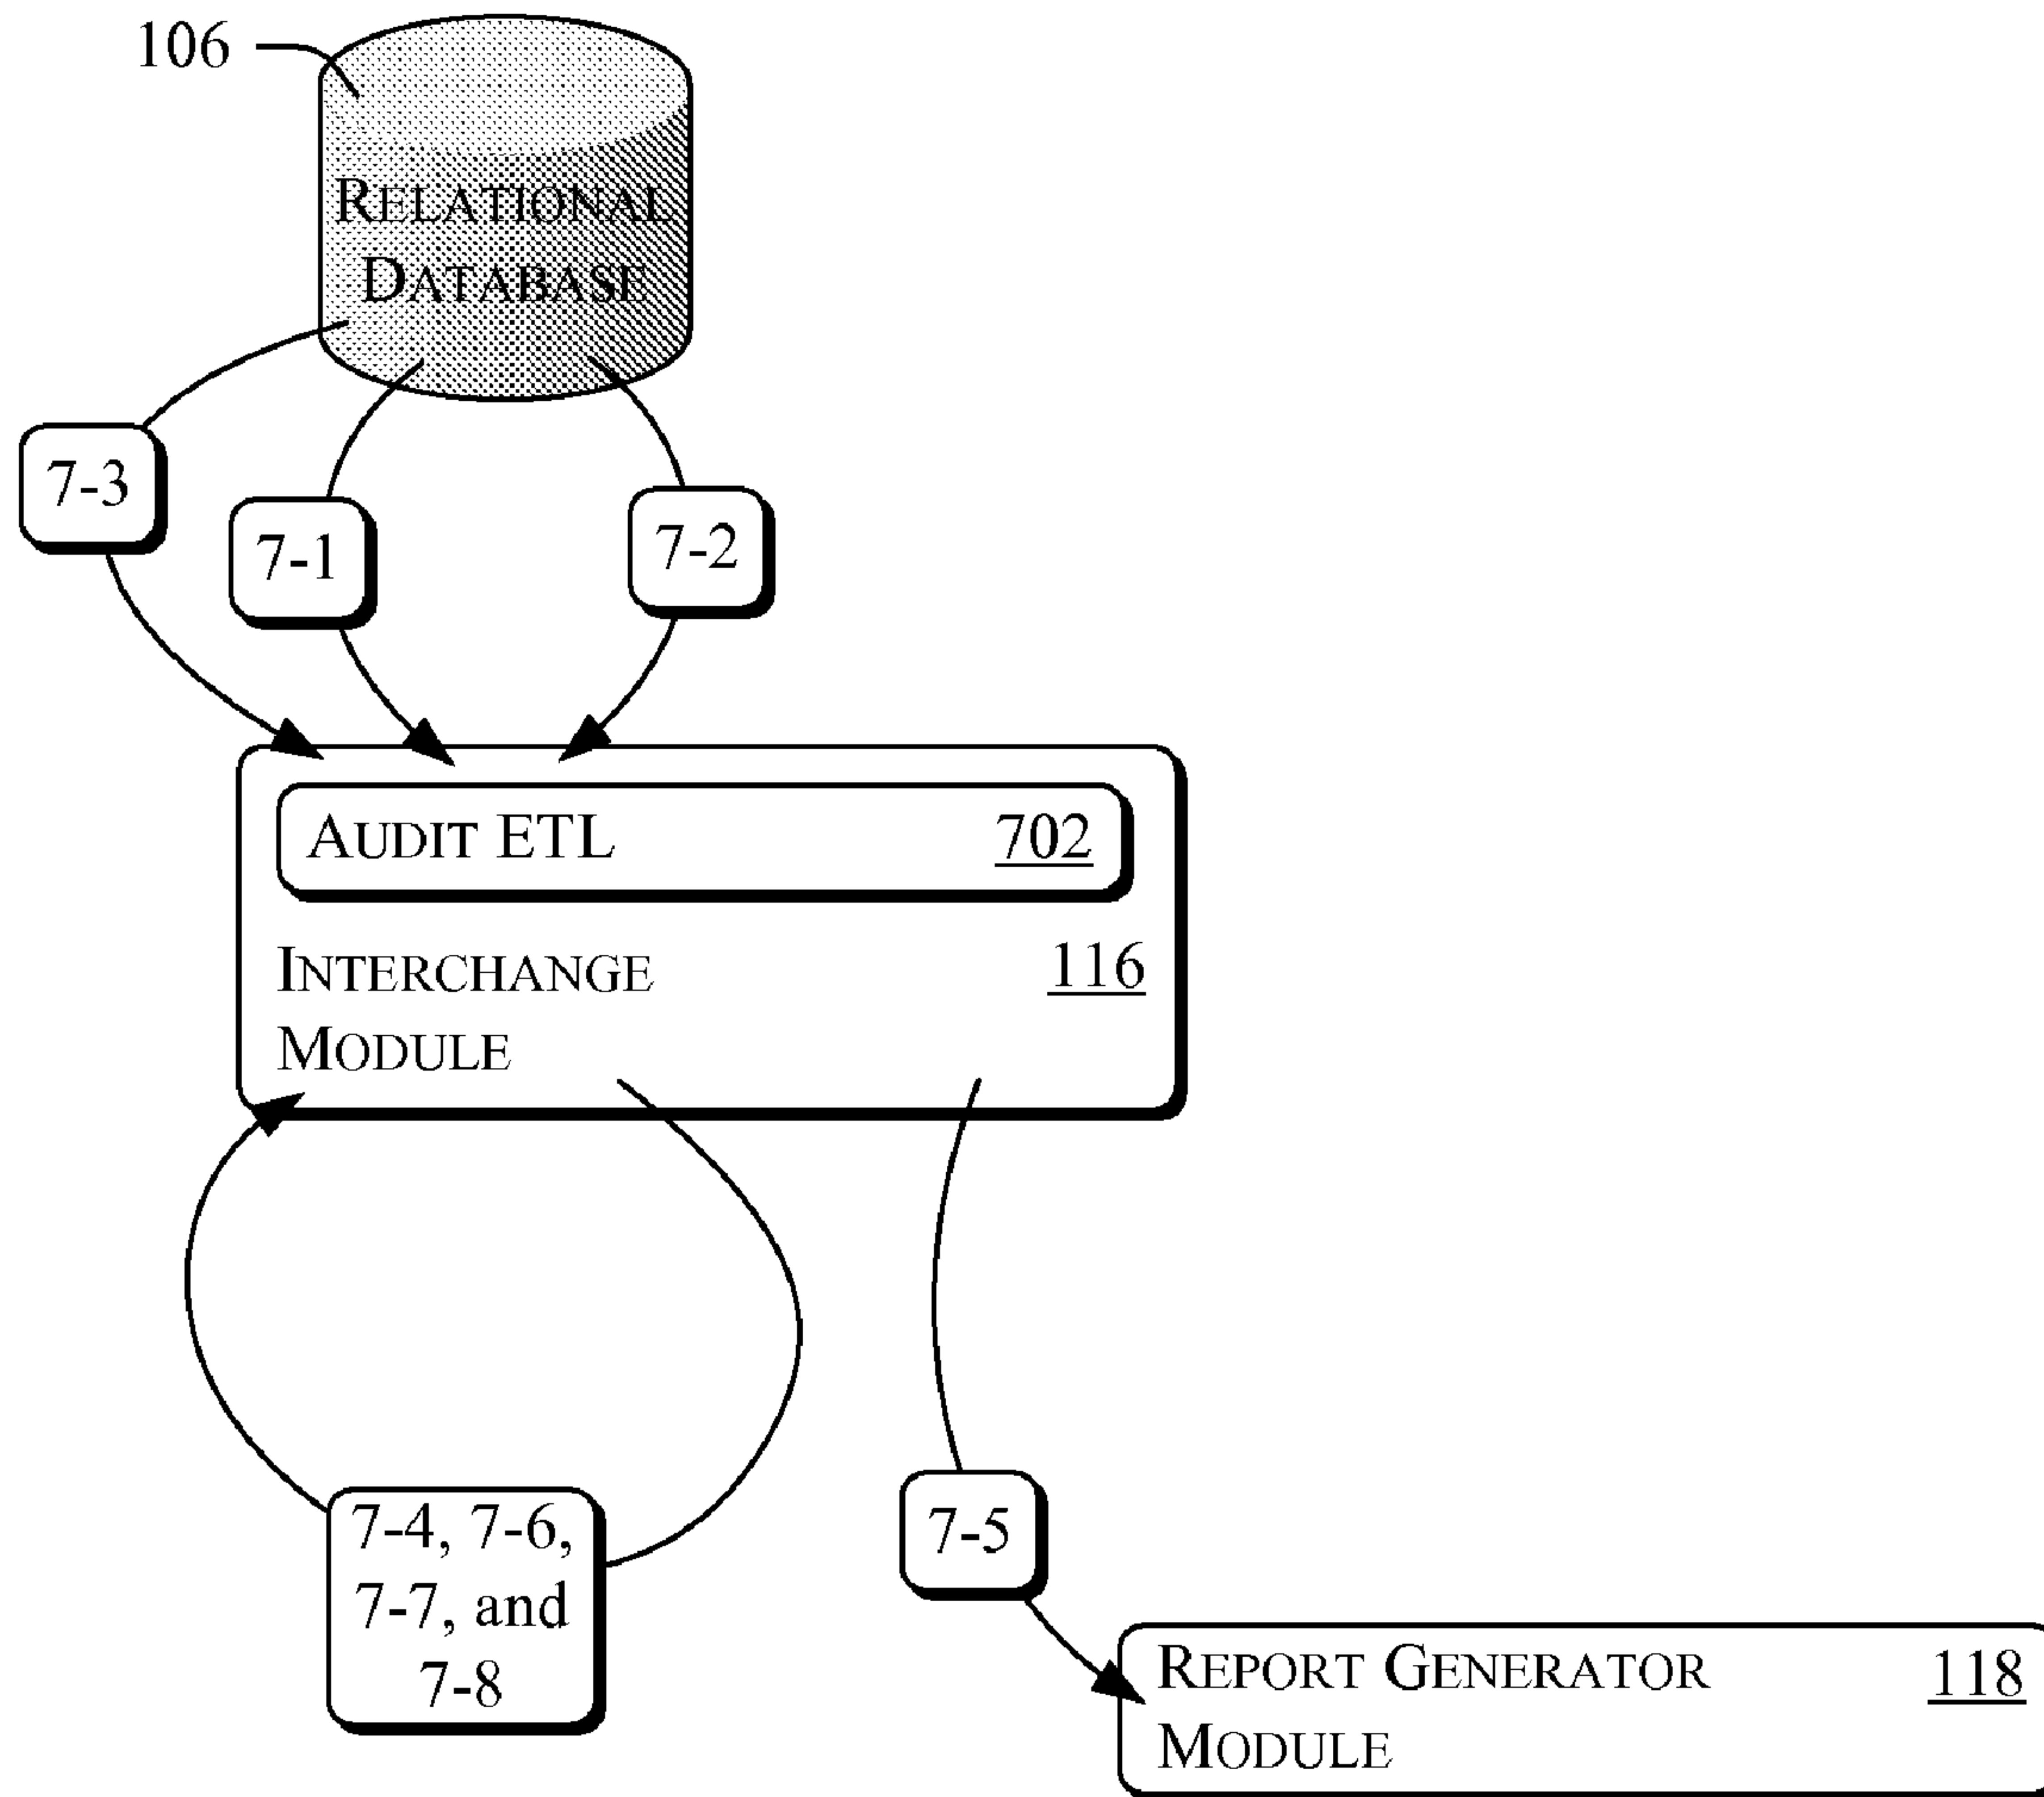 106
RELATIONAL
DATABASE
7-3
7-1
7-2
AUDIT ETL 702
INTERCHANGE 116
MODULE
7-4, 7-6,
7-7, and
7-8
7-5
REPORT GENERATOR 118
MODULE